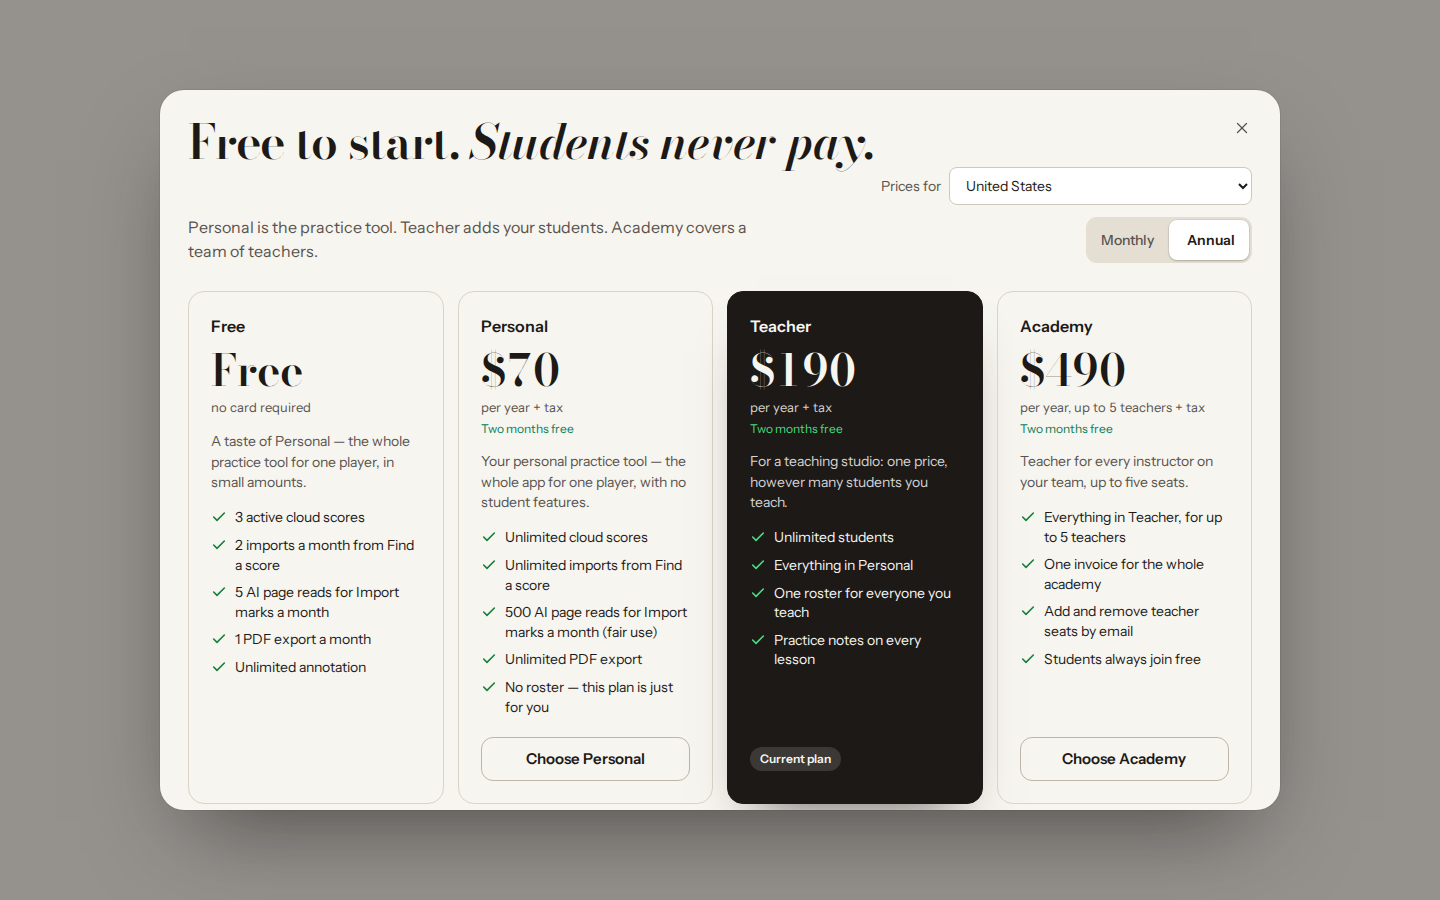 Free to start. Students never pay.
Prices for
United States
Personal is the practice tool. Teacher adds your students. Academy covers a
team of teachers.
Monthly
Annual
Free
Free
no card required
A taste of Personal — the whole
practice tool for one player, in
small amounts.
3 active cloud scores
2 imports a month from Find
a score
5 AI page reads for Import
marks a month
1 PDF export a month
Unlimited annotation
Personal
$70
per year + tax
Two months free
Your personal practice tool — the
whole app for one player, with no
student features.
Unlimited cloud scores
Unlimited imports from Find
a score
500 AI page reads for Import
marks a month (fair use)
Unlimited PDF export
No roster — this plan is just
for you
Choose Personal
Teacher
$190
per year + tax
Two months free
For a teaching studio: one price,
however many students you
teach.
Unlimited students
Everything in Personal
One roster for everyone you
teach
Practice notes on every
lesson
Current plan
Academy
$490
per year, up to 5 teachers + tax
Two months free
Teacher for every instructor on
your team, up to five seats.
Everything in Teacher, for up
to 5 teachers
One invoice for the whole
academy
Add and remove teacher
seats by email
Students always join free
Choose Academy